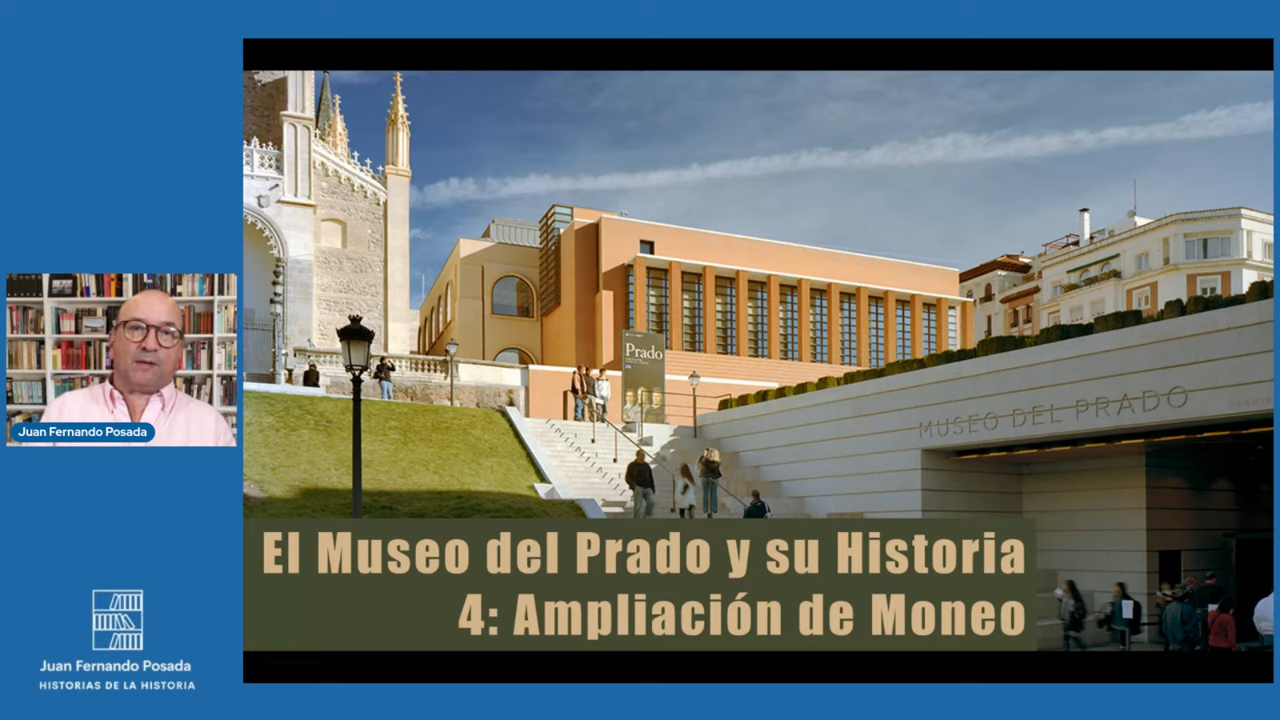 Prado
MUSEO DEL PRADO
Juan Fernando Posada
El Museo del Prado y su Historia
4: Ampliación de Moneo
Juan Fernando Posada
HISTORIAS DE LA HISTORIA